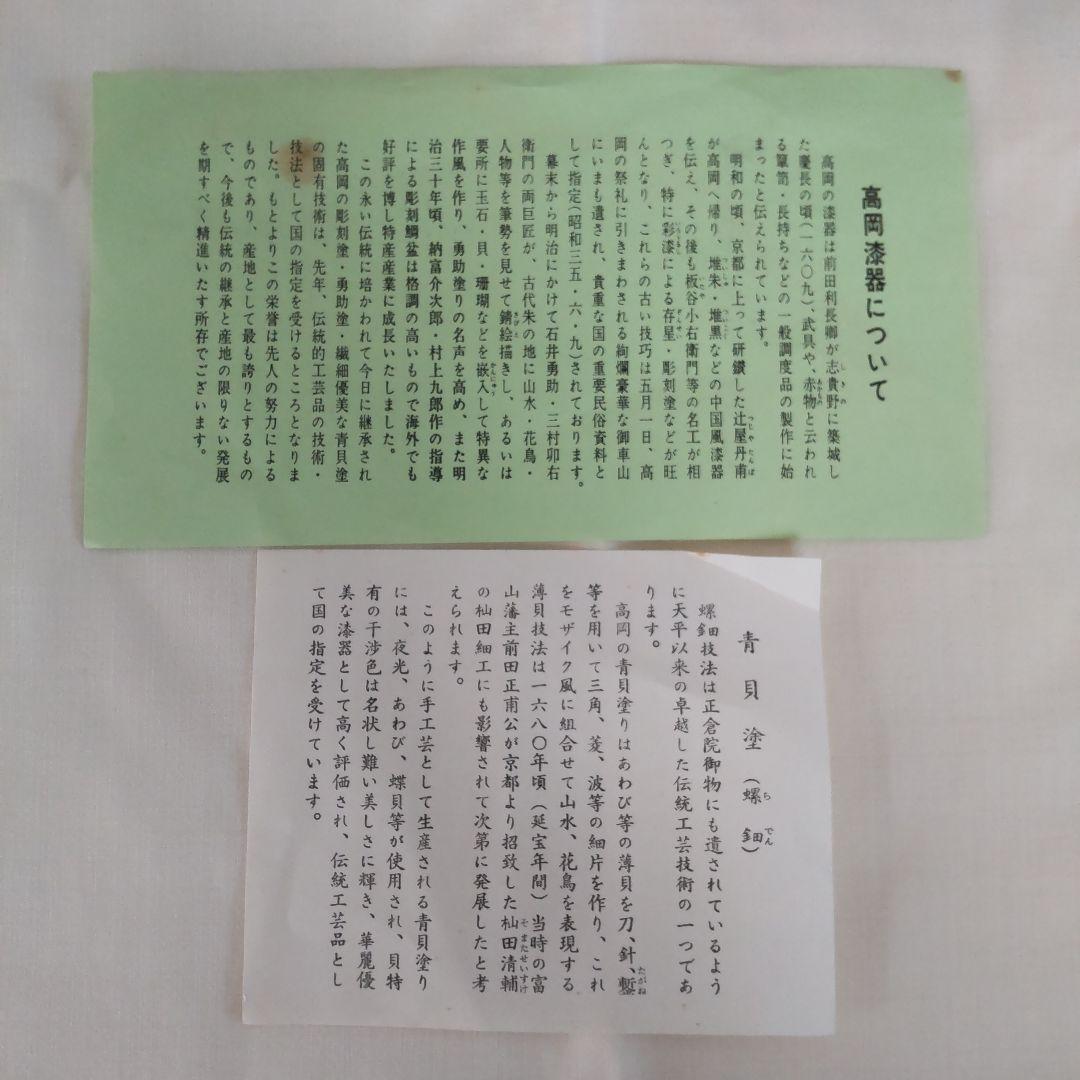 高岡漆器について
高岡の漆器は前田利長卿が志貴野に築城し
た慶長の頃(一六〇九)、武具や、赤物と云われ
る簞笥・長持ちなどの一般調度品の製作に始
まったと伝えられています。
明和の頃、京都に上って研鑽した辻屋丹甫
が高岡へ帰り、堆朱・堆黒などの中国風漆器
を伝え、その後も板谷小右衛門等の名工が相
つぎ、特に彩漆による存星・彫刻塗などが旺
んとなり、これらの古い技巧は五月一日、高
岡の祭礼に引きまわされる絢爛豪華な御車山
にいまも遺され、貴重な国の重要民俗資料と
して指定(昭和三五・六・九)されております。
幕末から明治にかけて石井勇助・三村卯右
衛門の両巨匠が、古代朱の地に山水・花鳥・
人物等を筆勢を見せて錆絵描きし、あるいは
要所に玉石・貝・珊瑚などを嵌入して特異な
作風を作り、勇助塗りの名声を高め、また明
治三十年頃、納富介次郎・村上九郎作の指導
による彫刻鯛盆は格調の高いもので海外でも
好評を博し特産産業に成長いたしました。
この永い伝統に培かわれて今日に継承され
た高岡の彫刻塗・勇助塗・繊細優美な青貝塗
の固有技術は、先年、伝統的工芸品の技術・
技法として国の指定を受けるところとなりま
した。もとよりこの栄誉は先人の努力による
ものであり、産地として最も誇りとするもの
で、今後も伝統の継承と産地の限りない発展
を期すべく精進いたす所存でございます。
青貝塗(螺鈿)
螺鈿技法は正倉院御物にも遺されているよう
に天平以来の卓越した伝統工芸技術の一つであ
ります。
高岡の青貝塗りはあわび等の薄貝を刀、針、鏨
等を用いて三角、菱、波等の細片を作り、これ
をモザイク風に組合せて山水、花鳥を表現する
薄貝技法は一六八〇年頃(延宝年間)当時の富
山藩主前田正甫公が京都より招致した杣田清輔
の杣田細工にも影響されて次第に発展したと考
えられます。
このように手工芸として生産される青貝塗り
には、夜光、あわび、蝶貝等が使用され、貝特
有の干渉色は名状し難い美しさに輝き、華麗優
美な漆器として高く評価され、伝統工芸品とし
て国の指定を受けています。